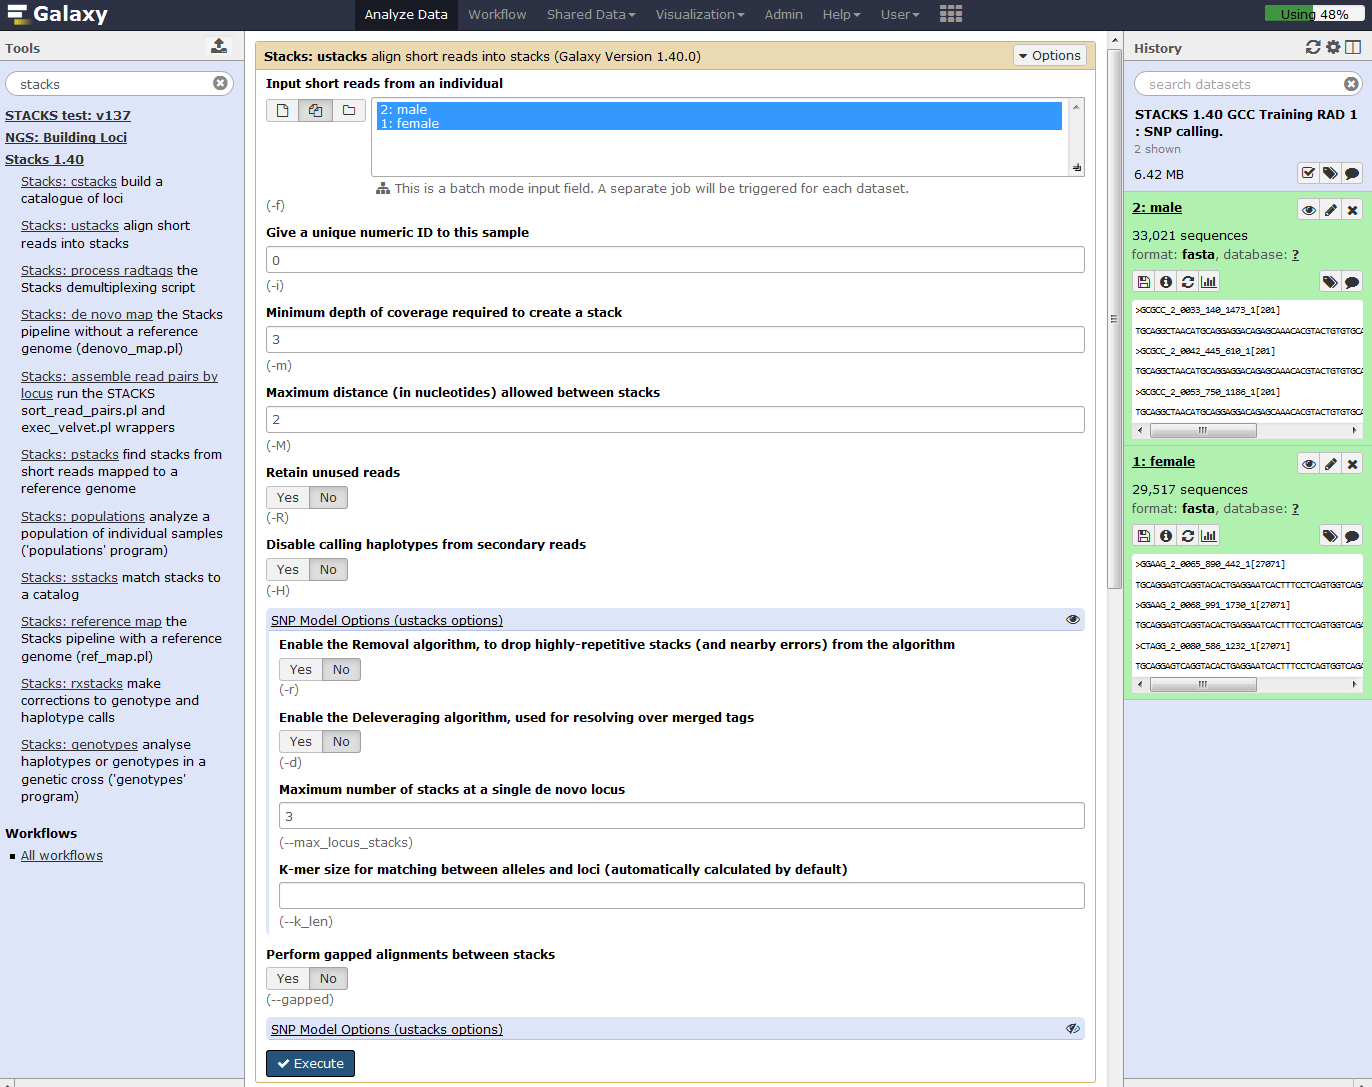 Galaxy
Analyze Data Workflow Shared Data Visualization Admin Help User
Using 48%
Tools
stacks
STACKS test: v137
NGS: Building Loci
Stacks 1.40
Stacks: cstacks build a
catalogue of loci
Stacks: ustacks align short
reads into stacks
Stacks: process radtags the
Stacks demultiplexing script
Stacks: de novo map the Stacks
pipeline without a reference
genome (denovo_map.pl)
Stacks: assemble read pairs by
locus run the STACKS
sort_read_pairs.pl and
exec_velvet.pl wrappers
Stacks: pstacks find stacks from
short reads mapped to a
reference genome
Stacks: populations analyze a
population of individual samples
('populations' program)
Stacks: sstacks match stacks to
a catalog
Stacks: reference map the
Stacks pipeline with a reference
genome (ref_map.pl)
Stacks: rxstacks make
corrections to genotype and
haplotype calls
Stacks: genotypes analyse
haplotypes or genotypes in a
genetic cross ('genotypes'
program)
Workflows
All workflows
Stacks: ustacks align short reads into stacks (Galaxy Version 1.40.0)
Options
Input short reads from an individual
2: male
1: female
This is a batch mode input field. A separate job will be triggered for each dataset.
(-f)
Give a unique numeric ID to this sample
0
(-i)
Minimum depth of coverage required to create a stack
3
(-m)
Maximum distance (in nucleotides) allowed between stacks
2
(-M)
Retain unused reads
Yes No
(-R)
Disable calling haplotypes from secondary reads
Yes No
(-H)
SNP Model Options (ustacks options)
Enable the Removal algorithm, to drop highly-repetitive stacks (and nearby errors) from the algorithm
Yes No
(-r)
Enable the Deleveraging algorithm, used for resolving over merged tags
Yes No
(-d)
Maximum number of stacks at a single de novo locus
3
(--max_locus_stacks)
K-mer size for matching between alleles and loci (automatically calculated by default)
(--k_len)
Perform gapped alignments between stacks
Yes No
(--gapped)
SNP Model Options (ustacks options)
Execute
History
search datasets
STACKS 1.40 GCC Training RAD 1
: SNP calling.
2 shown
6.42 MB
2: male
33,021 sequences
format: fasta, database: ?
>GCGCC_2_0033_140_1473_1[201]
TGCAGGCTAACATGCAGGAGGACAGAGCAAACACGTACTGTGTGCA
>GCGCC_2_0042_445_610_1[201]
TGCAGGCTAACATGCAGGAGGACAGAGCAAACACGTACTGTGTGCA
>GCGCC_2_0053_750_1186_1[201]
TGCAGGCTAACATGCAGGAGGACAGAGCAAACACGTACTGTGTGCA
1: female
29,517 sequences
format: fasta, database: ?
>GGAAG_2_0065_890_442_1[27071]
TGCAGGAGTCAGGTACACTGAGGAATCACTTTCCTCAGTGGTCAGA
>GGAAG_2_0068_991_1730_1[27071]
TGCAGGAGTCAGGTACACTGAGGAATCACTTTCCTCAGTGGTCAGA
>CTAGG_2_0080_586_1232_1[27071]
TGCAGGAGTCAGGTACACTGAGGAATCACTTTCCTCAGTGGTCAGA